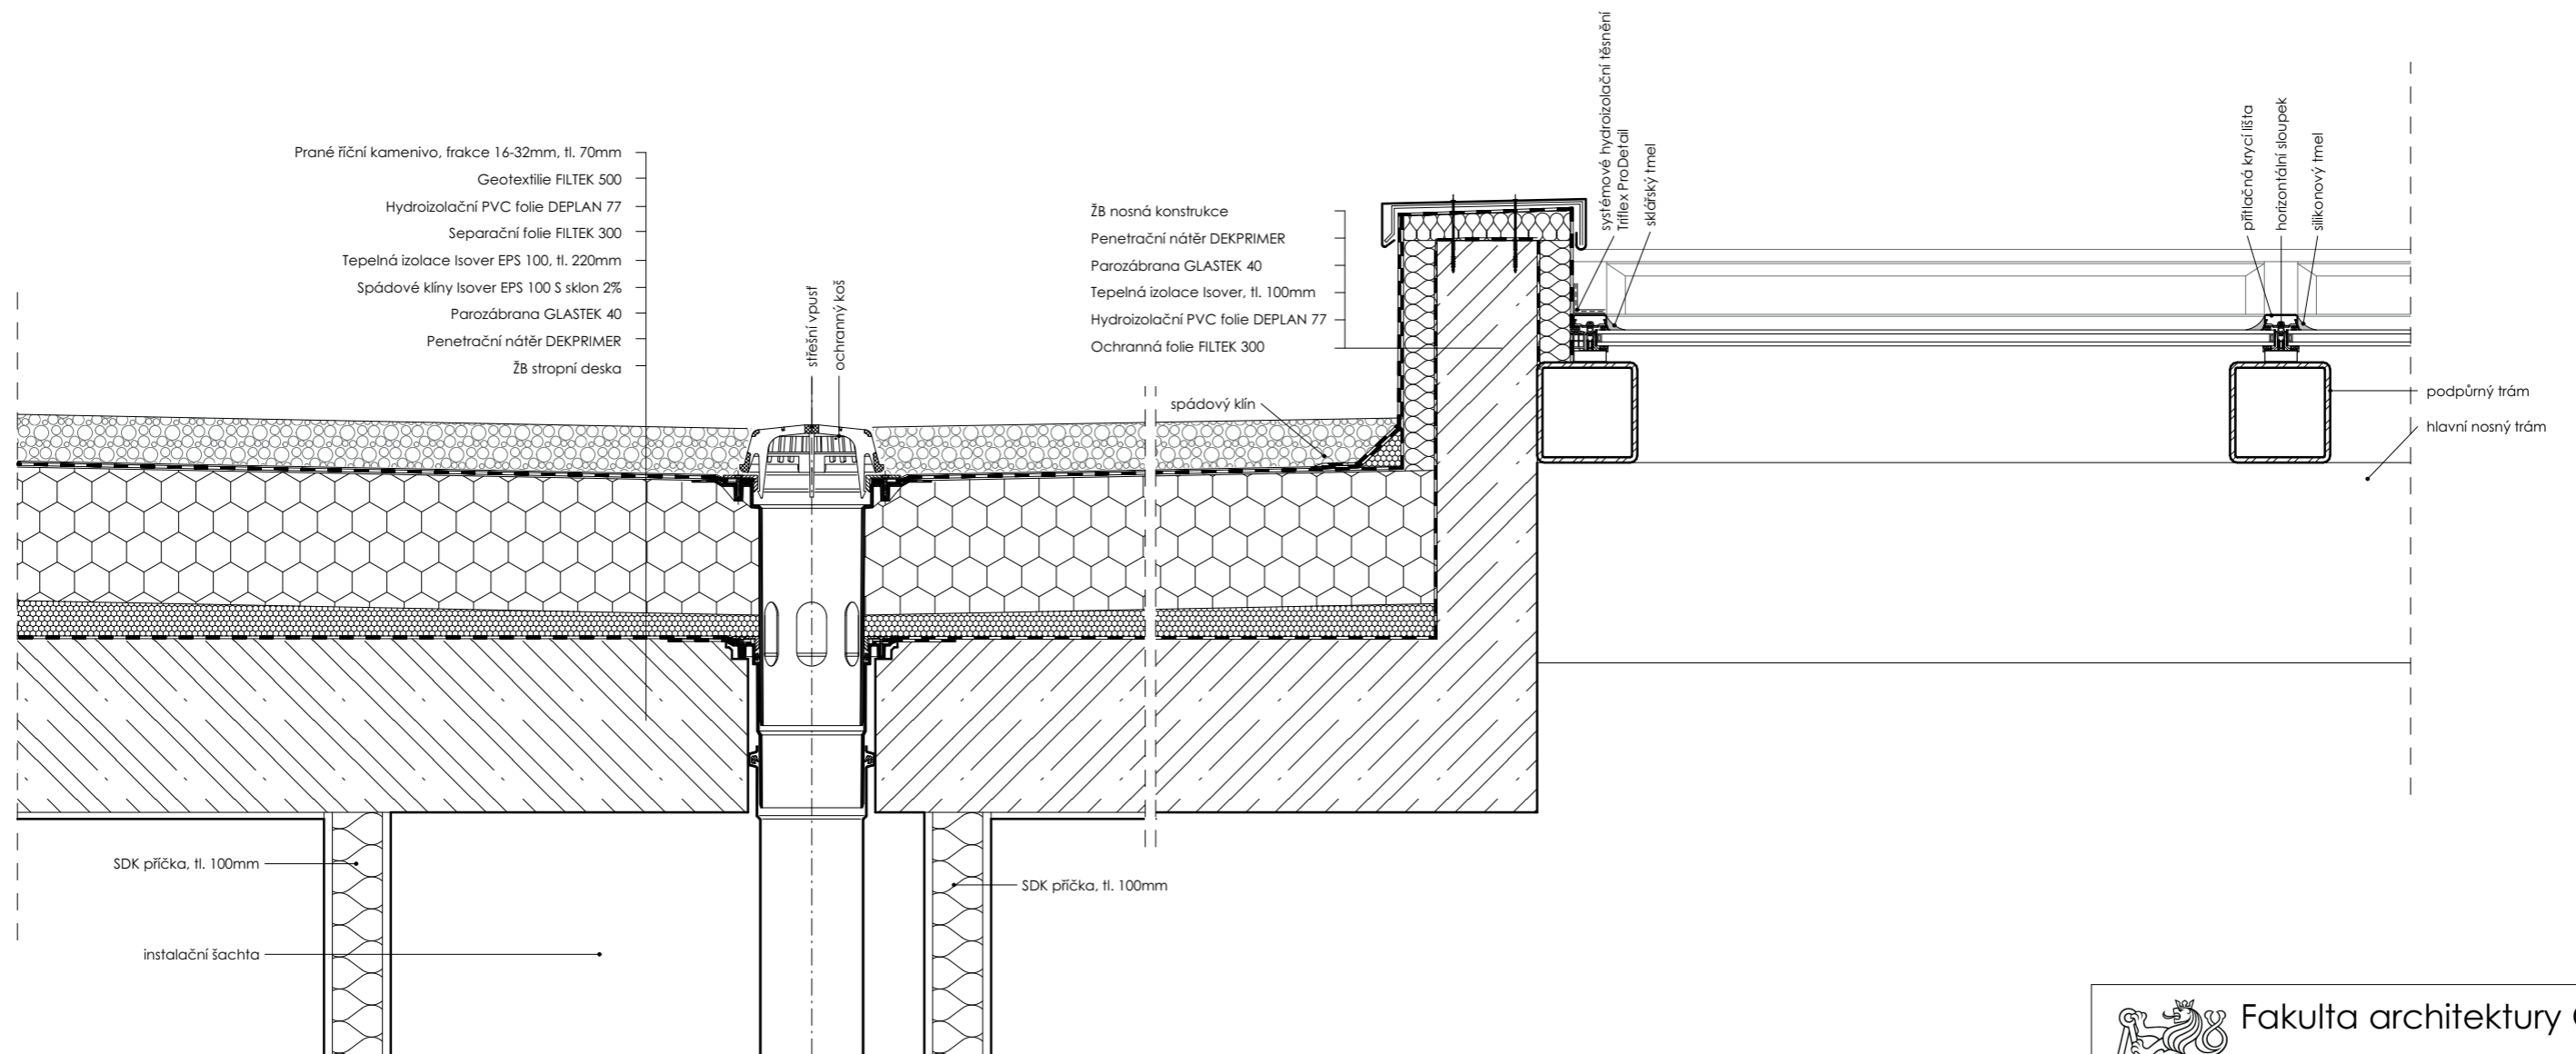 Prané říční kamenivo, frakce 16-32mm, tl. 70mm
Geotextilie FILTEK 500
Hydroizolační PVC folie DEPLAN 77
Separační folie FILTEK 300
Tepelná izolace Isover EPS 100, tl. 220mm
Spádové klíny Isover EPS 100 S sklon 2%
Parozábrana GLASTEK 40
Penetrační nátěr DEKPRIMER
ŽB stropní deska
střešní vpusť
ochranný koš
ŽB nosná konstrukce
Penetrační nátěr DEKPRIMER
Parozábrana GLASTEK 40
Tepelná izolace Isover, tl. 100mm
Hydroizolační PVC folie DEPLAN 77
Ochranná folie FILTEK 300
spádový klín
systémové hydroizolační těsnění
Triflex ProDetail
sklářský tmel
přítlačná krycí lišta
horizontální sloupek
silikonový tmel
podpůrný trám
hlavní nosný trám
SDK příčka, tl. 100mm
SDK příčka, tl. 100mm
instalační šachta
Fakulta architektury